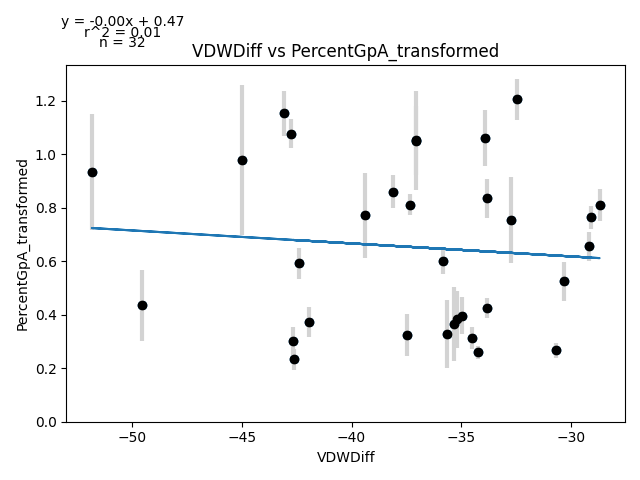 y = -0.00x + 0.47
r^2 = 0.01
n = 32
VDWDiff vs PercentGpA_transformed
PercentGpA_transformed
1.2
1.0
0.8
0.6
0.4
0.2
0.0
−50
−45
−40
−35
−30
VDWDiff